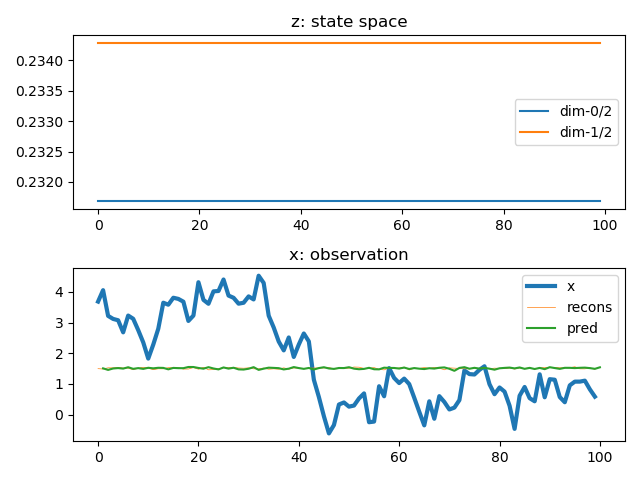 z: state space
0.2340
0.2335
0.2330
0.2325
0.2320
dim-0/2
dim-1/2
0 20 40 60 80 100
x: observation
4
3
2
1
0
x
recons
pred
0 20 40 60 80 100